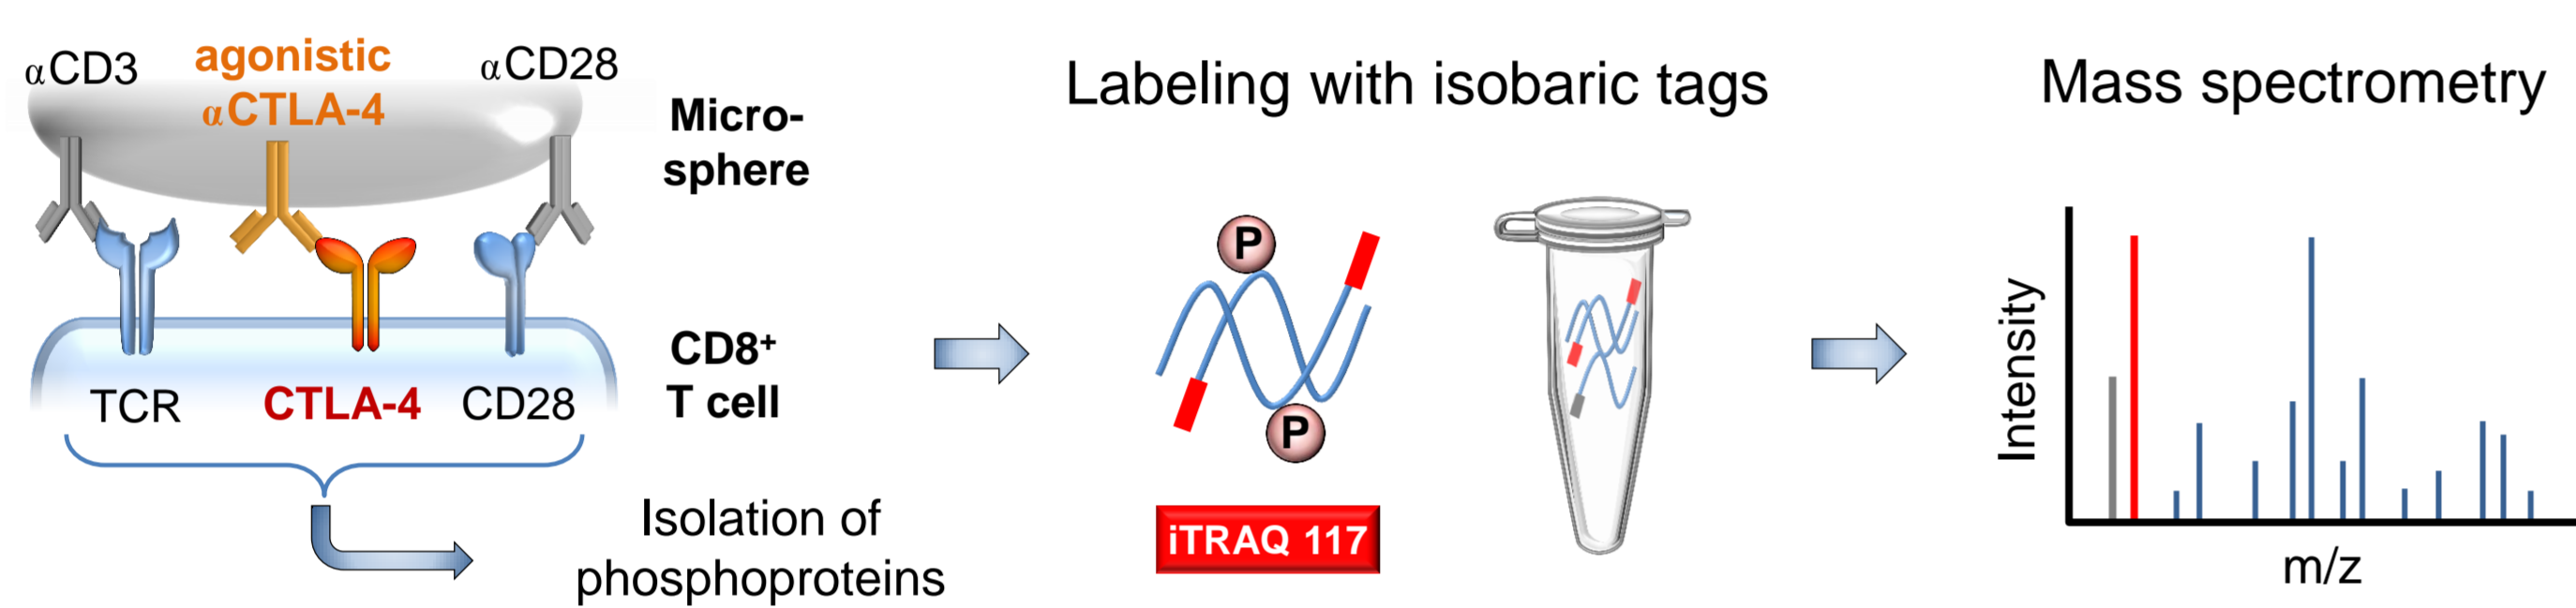 αCD3
agonistic
αCTLA-4
αCD28
Micro-
sphere
CD8⁺
T cell
TCR
CTLA-4
CD28
Isolation of
phosphoproteins
Labeling with isobaric tags
P
P
iTRAQ 117
Mass spectrometry
Intensity
m/z